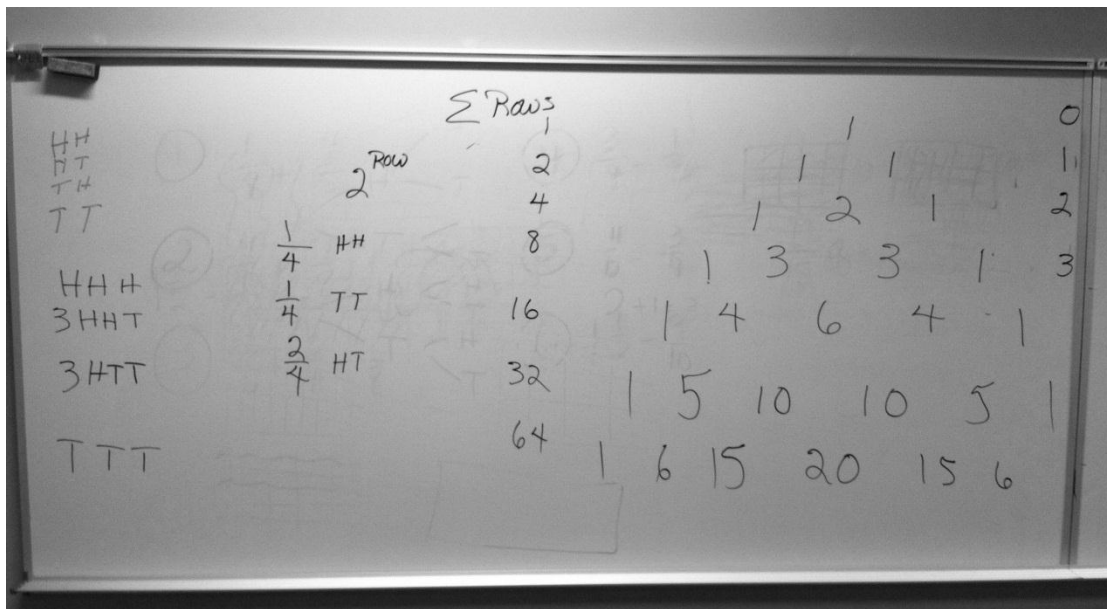 HH
HT
TH
TT
HHH
3HHT
3HTT
TTT
2^Row
1/4 HH
1/4 TT
2/4 HT
Σ Rows
1
2
4
8
16
32
64
1 0
1 1 1
1 2 1 2
1 3 3 1 3
1 4 6 4 1
1 5 10 10 5 1
1 6 15 20 15 6